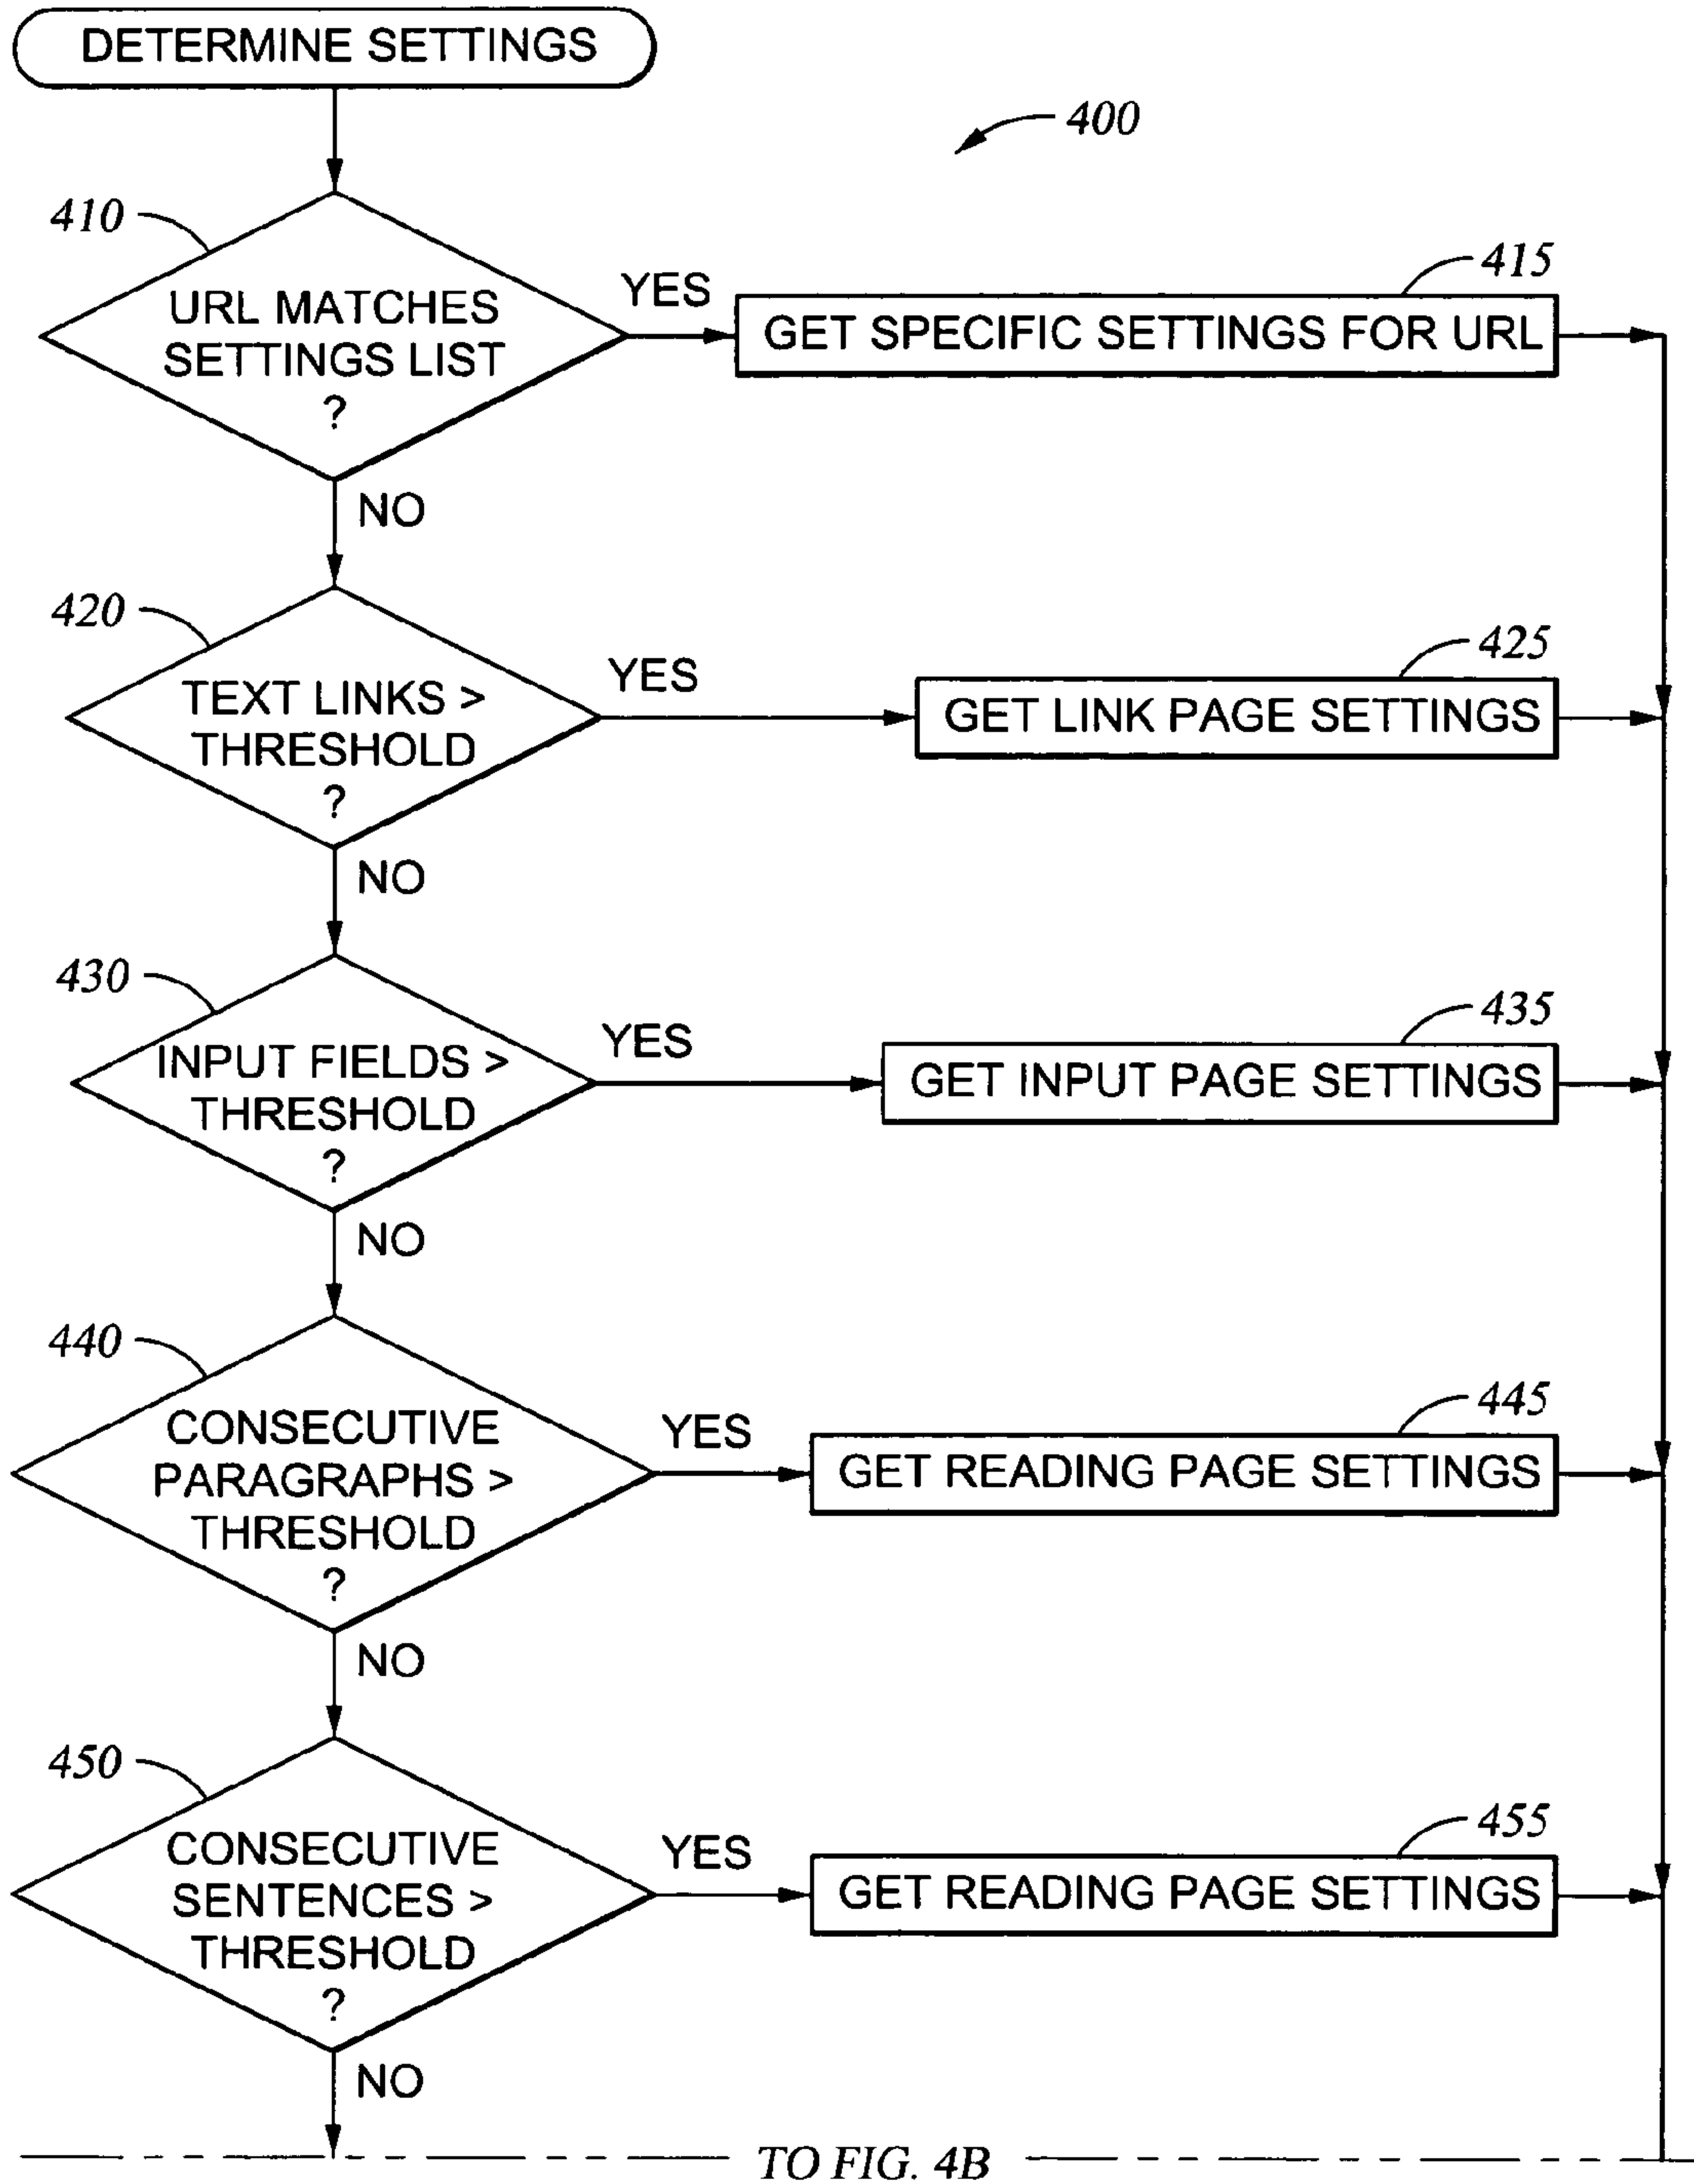 DETERMINE SETTINGS
400
410
URL MATCHES
SETTINGS LIST
?
YES
415
GET SPECIFIC SETTINGS FOR URL
NO
420
TEXT LINKS >
THRESHOLD
?
YES
425
GET LINK PAGE SETTINGS
NO
430
INPUT FIELDS >
THRESHOLD
?
YES
435
GET INPUT PAGE SETTINGS
NO
440
CONSECUTIVE
PARAGRAPHS >
THRESHOLD
?
YES
445
GET READING PAGE SETTINGS
NO
450
CONSECUTIVE
SENTENCES >
THRESHOLD
?
YES
455
GET READING PAGE SETTINGS
NO
TO FIG. 4B